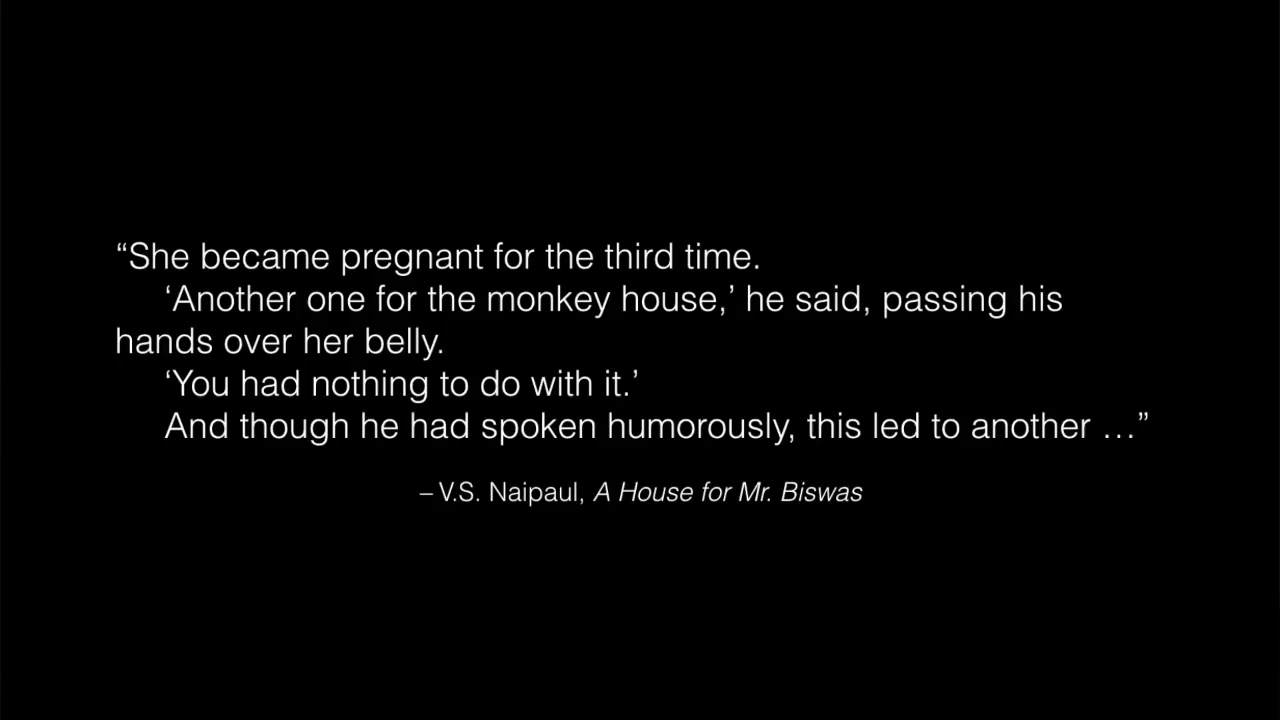 “She became pregnant for the third time.
‘Another one for the monkey house,’ he said, passing his
hands over her belly.
‘You had nothing to do with it.’
And though he had spoken humorously, this led to another …”
– V.S. Naipaul, A House for Mr. Biswas